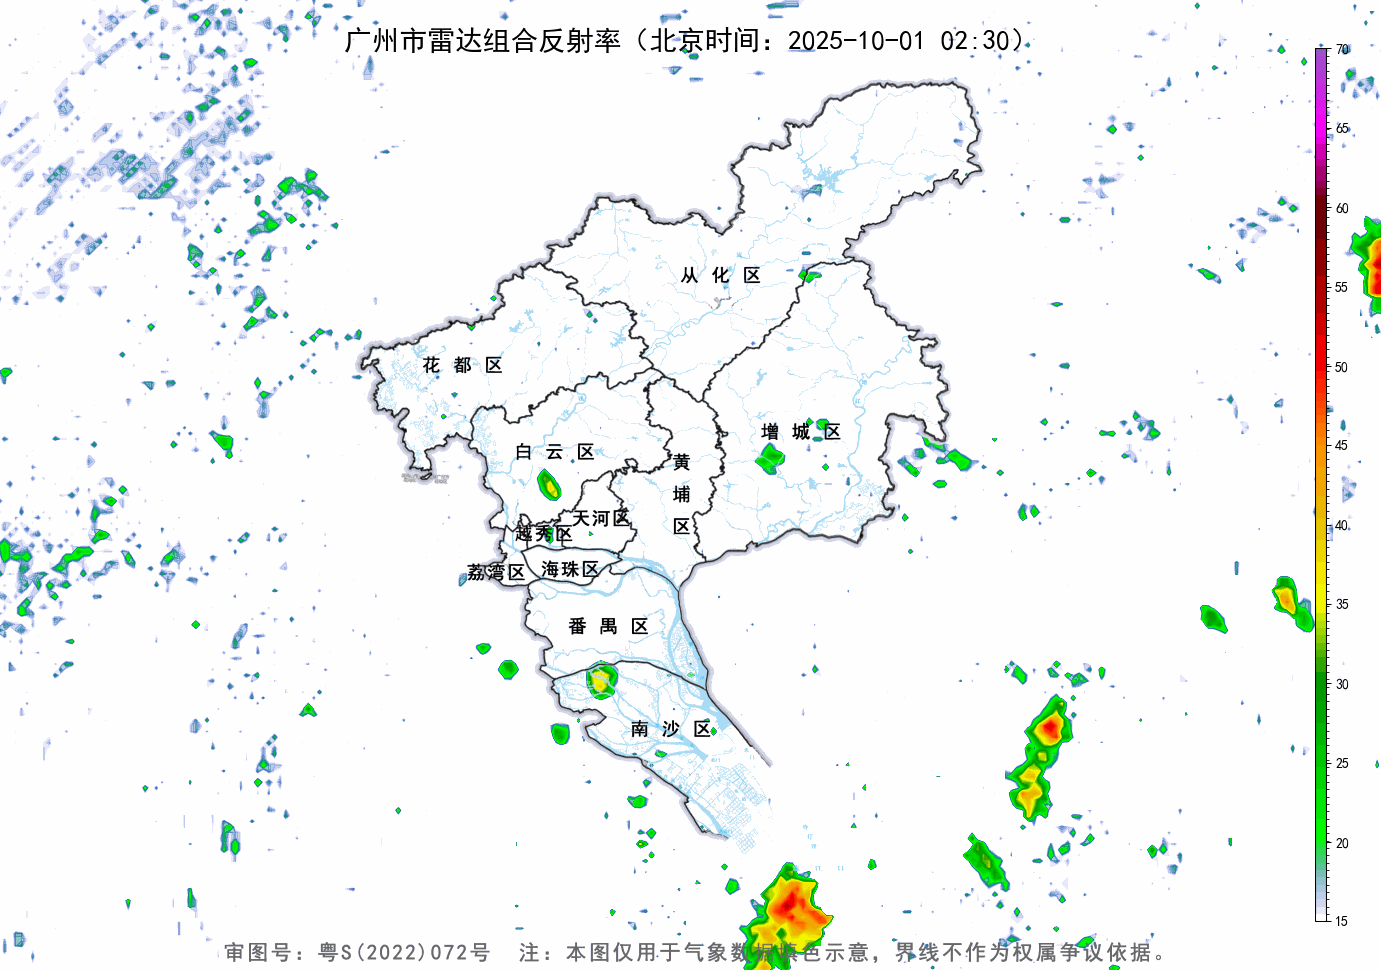 广州市雷达组合反射率（北京时间：2025-10-01 02:30）
70
65
60
55
50
45
40
35
30
25
20
15
从化区
花都区
增城区
白云区
黄埔区
天河区
越秀区
荔湾区
海珠区
番禺区
南沙区
审图号：粤S(2022)072号 注：本图仅用于气象数据填色示意，界线不作为权属争议依据。